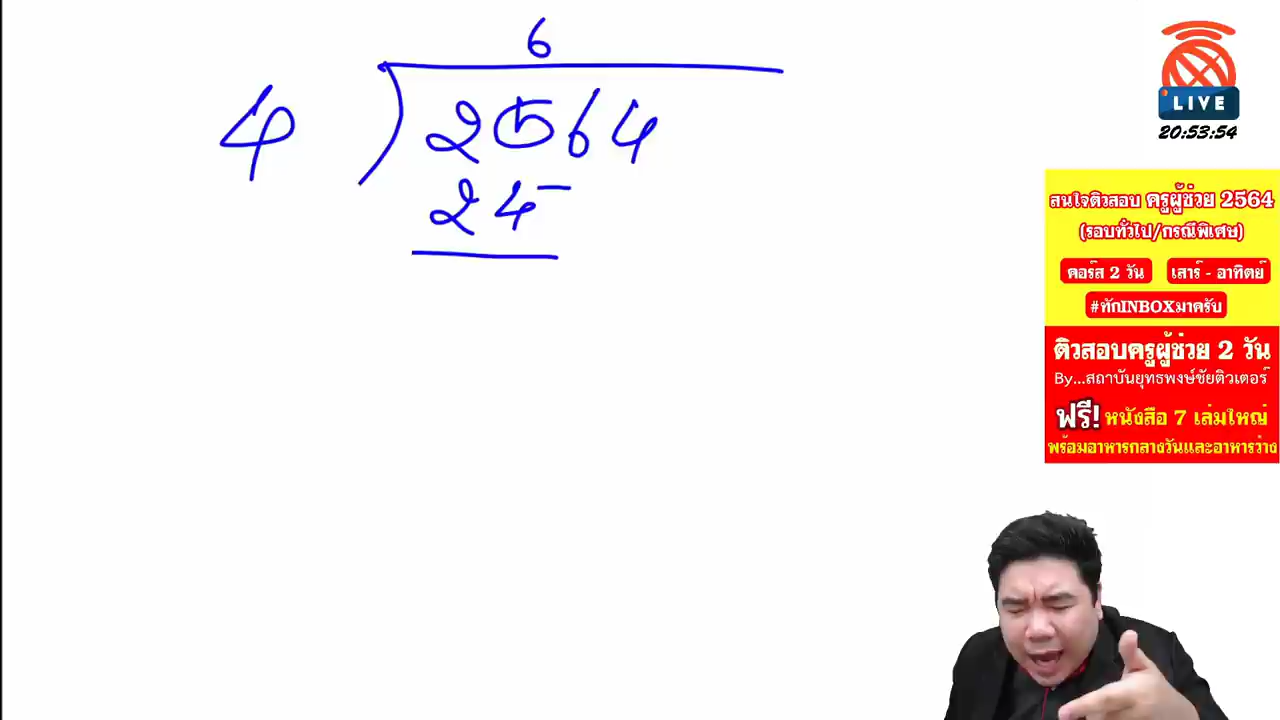 6
4 ) 2564
24 -
LIVE
20:53:54
สนใจติวสอบ ครูผู้ช่วย 2564
(รอบทั่วไป/กรณีพิเศษ)
คอร์ส 2 วัน เสาร์ - อาทิตย์
#ทักINBOXมาครับ
ติวสอบครูผู้ช่วย 2 วัน
By...สถาบันยุทธพงษ์ชัยติวเตอร์
ฟรี! หนังสือ 7 เล่มใหญ่
พร้อมอาหารกลางวันและอาหารว่าง